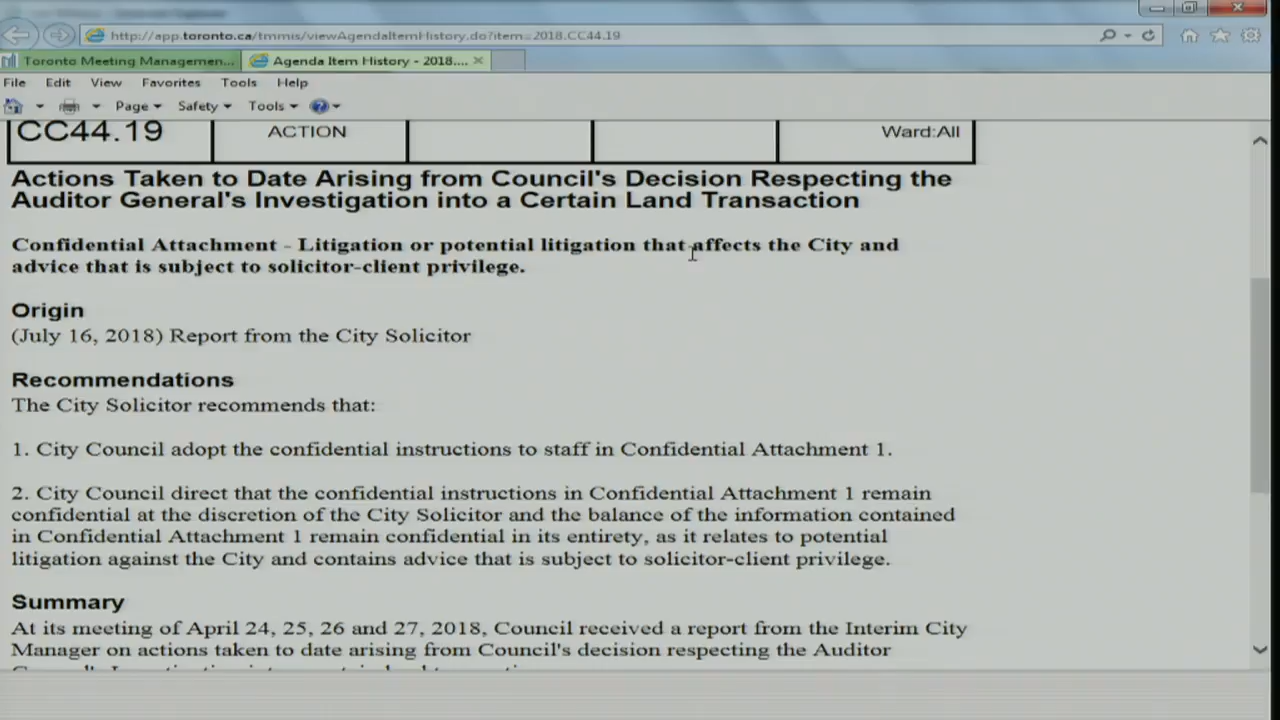 http://app.toronto.ca/tmmis/viewAgendaItemHistory.do?item=2018.CC44.19
Toronto Meeting Managemen...
Agenda Item History - 2018....
File Edit View Favorites Tools Help
Page Safety Tools
CC44.19 ACTION Ward:All
Actions Taken to Date Arising from Council's Decision Respecting the
Auditor General's Investigation into a Certain Land Transaction
Confidential Attachment - Litigation or potential litigation that affects the City and
advice that is subject to solicitor-client privilege.
Origin
(July 16, 2018) Report from the City Solicitor
Recommendations
The City Solicitor recommends that:
1. City Council adopt the confidential instructions to staff in Confidential Attachment 1.
2. City Council direct that the confidential instructions in Confidential Attachment 1 remain
confidential at the discretion of the City Solicitor and the balance of the information contained
in Confidential Attachment 1 remain confidential in its entirety, as it relates to potential
litigation against the City and contains advice that is subject to solicitor-client privilege.
Summary
At its meeting of April 24, 25, 26 and 27, 2018, Council received a report from the Interim City
Manager on actions taken to date arising from Council's decision respecting the Auditor